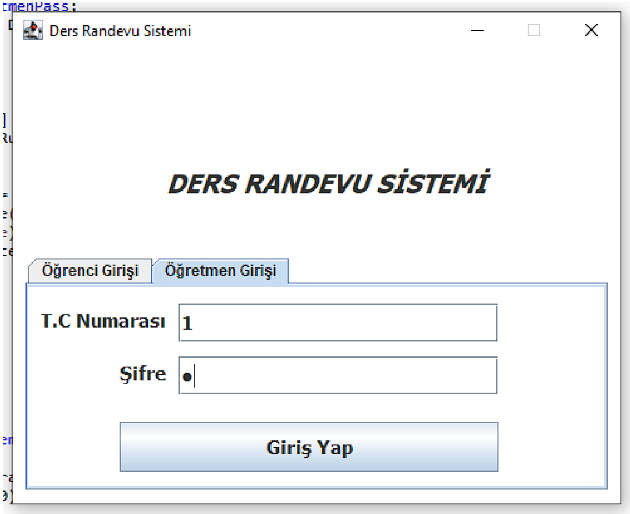 tmenPass;
Ders Randevu Sistemi
DERS RANDEVU SİSTEMİ
Öğrenci Girişi Öğretmen Girişi
T.C Numarası 1
Şifre
Giriş Yap